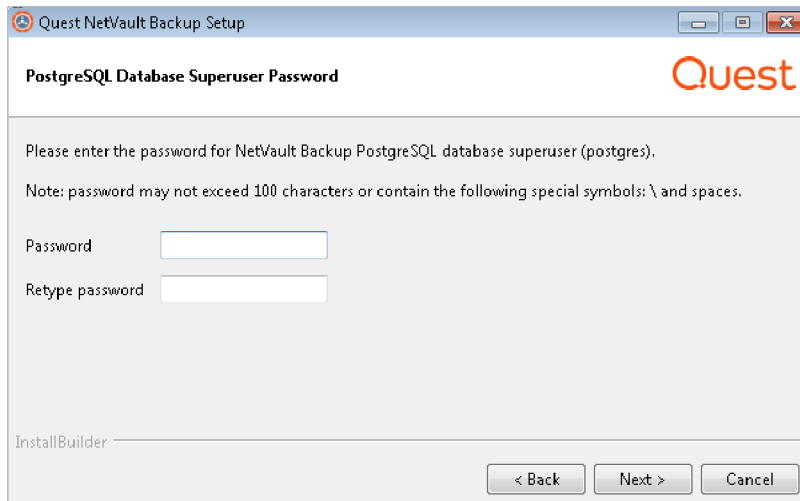 Quest NetVault Backup Setup
PostgreSQL Database Superuser Password
Quest
Please enter the password for NetVault Backup PostgreSQL database superuser (postgres).
Note: password may not exceed 100 characters or contain the following special symbols: \ and spaces.
Password
Retype password
InstallBuilder
< Back Next > Cancel